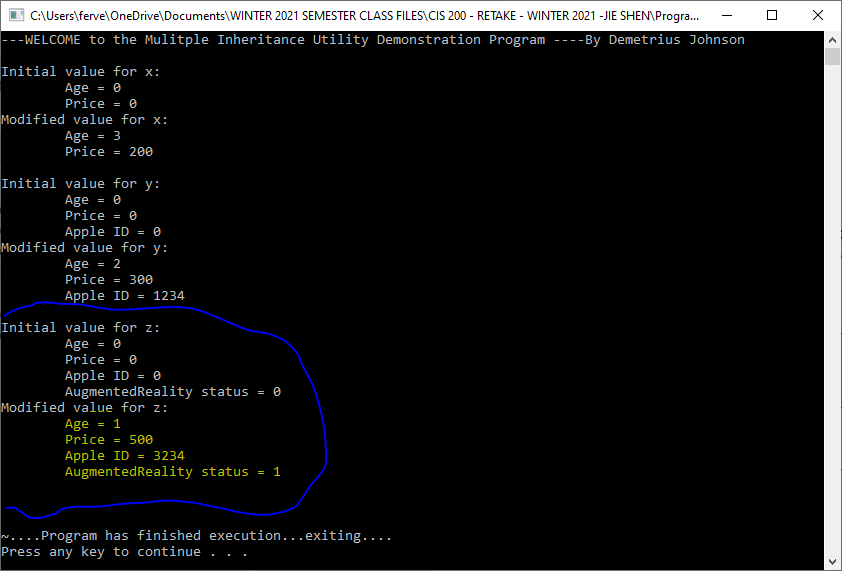 C:\Users\ferve\OneDrive\Documents\WINTER 2021 SEMESTER CLASS FILES\CIS 200 - RETAKE - WINTER 2021 -JIE SHEN\Progra...
---WELCOME to the Mulitple Inheritance Utility Demonstration Program ----By Demetrius Johnson
Initial value for x:
Age = 0
Price = 0
Modified value for x:
Age = 3
Price = 200
Initial value for y:
Age = 0
Price = 0
Apple ID = 0
Modified value for y:
Age = 2
Price = 300
Apple ID = 1234
Initial value for z:
Age = 0
Price = 0
Apple ID = 0
AugmentedReality status = 0
Modified value for z:
Age = 1
Price = 500
Apple ID = 3234
AugmentedReality status = 1
~....Program has finished execution...exiting....
Press any key to continue . . .